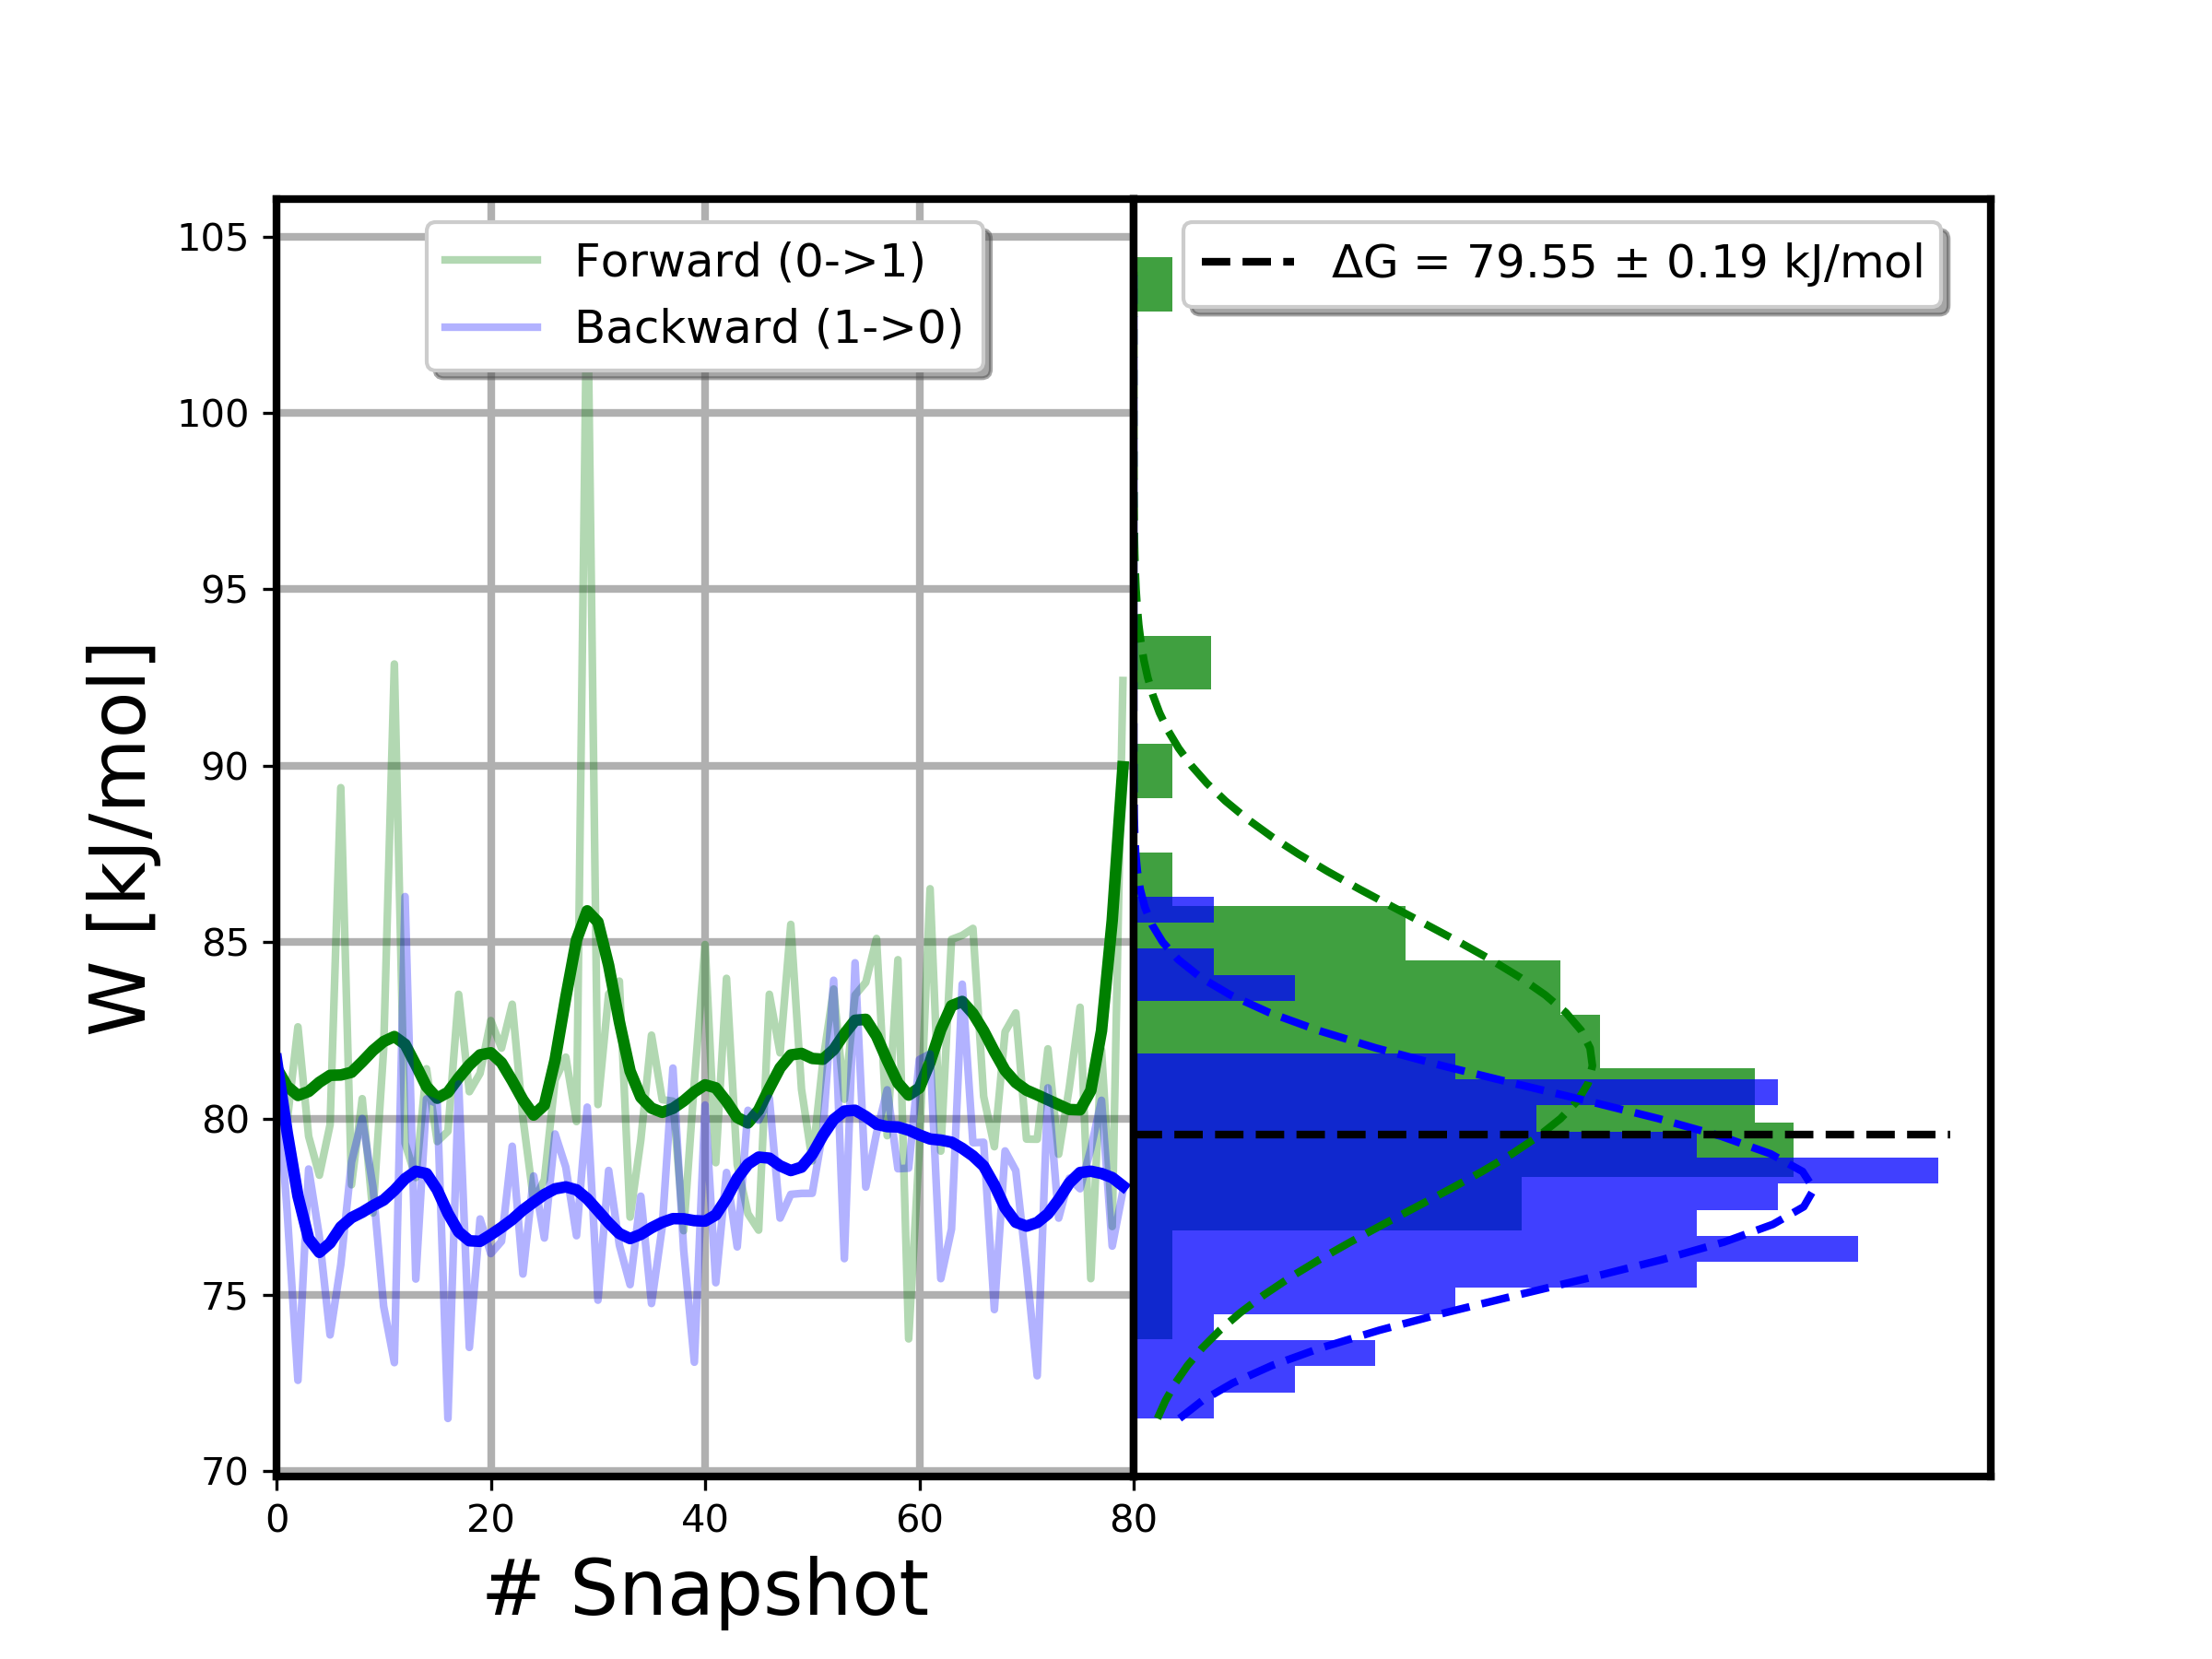 Forward (0->1)
Backward (1->0)
ΔG = 79.55 ± 0.19 kJ/mol
W [kJ/mol]
105
100
95
90
85
80
75
70
0 20 40 60 80
# Snapshot